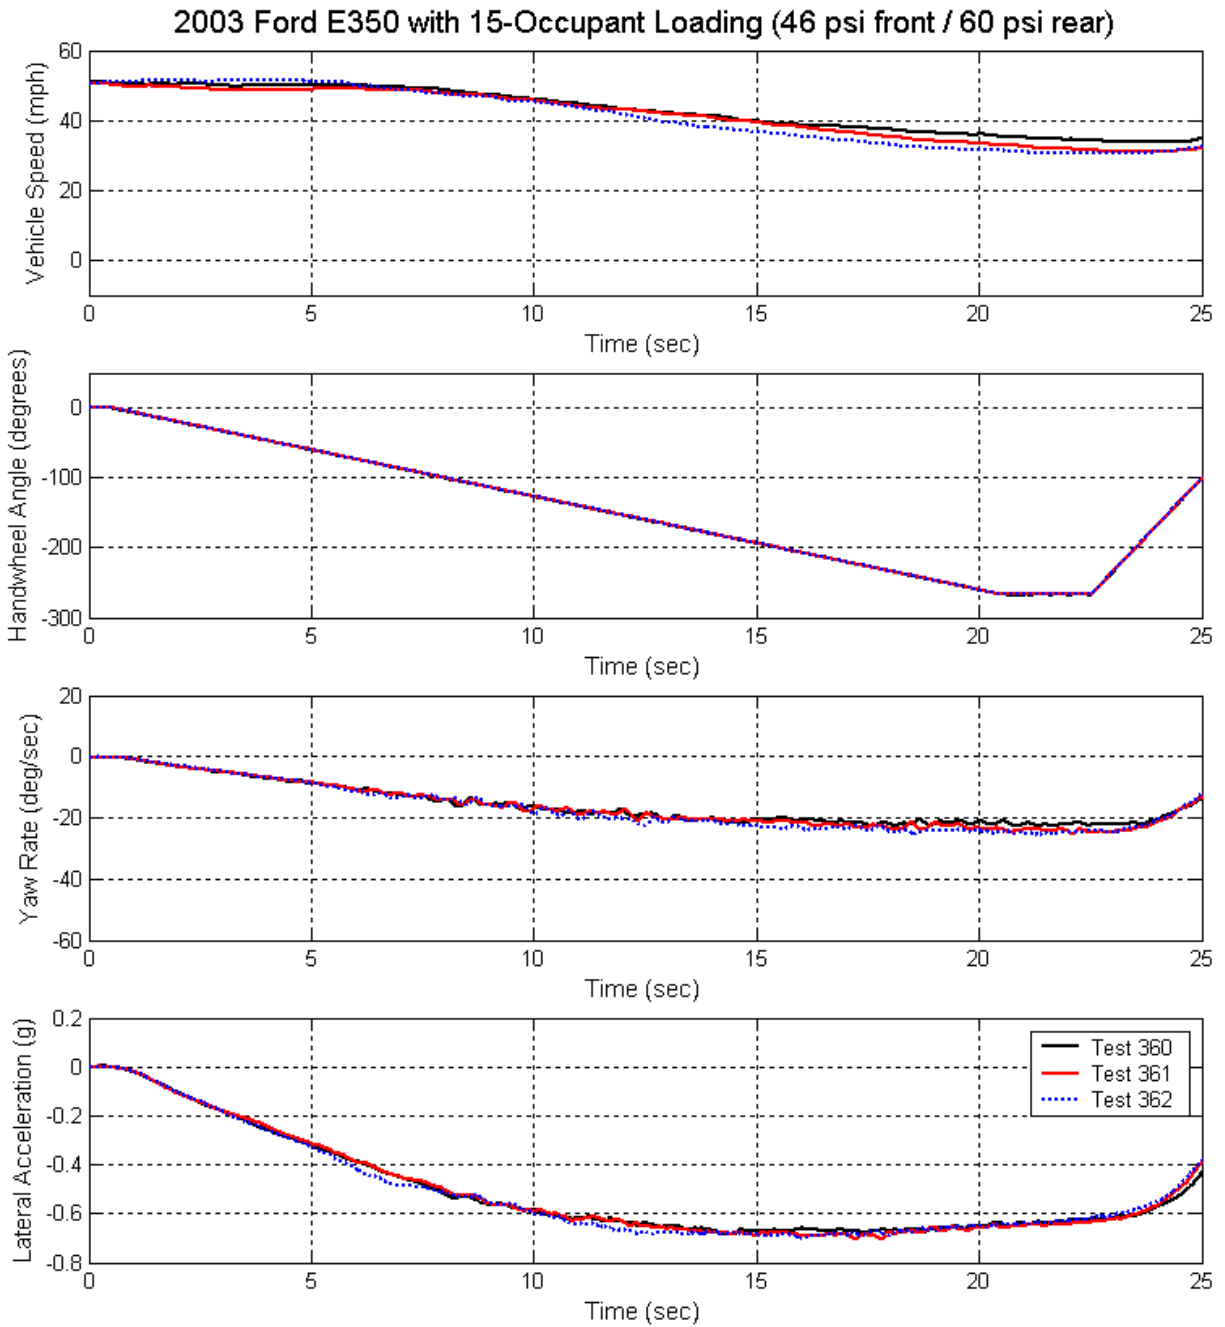 2003 Ford E350 with 15-Occupant Loading (46 psi front / 60 psi rear)
Vehicle Speed (mph)
60
40
20
0
0 5 10 15 20 25
Time (sec)
Handwheel Angle (degrees)
0
-100
-200
-300
0 5 10 15 20 25
Time (sec)
Yaw Rate (deg/sec)
20
0
-20
-40
-60
0 5 10 15 20 25
Time (sec)
Lateral Acceleration (g)
0.2
0
-0.2
-0.4
-0.6
-0.8
Test 360
Test 361
Test 362
0 5 10 15 20 25
Time (sec)